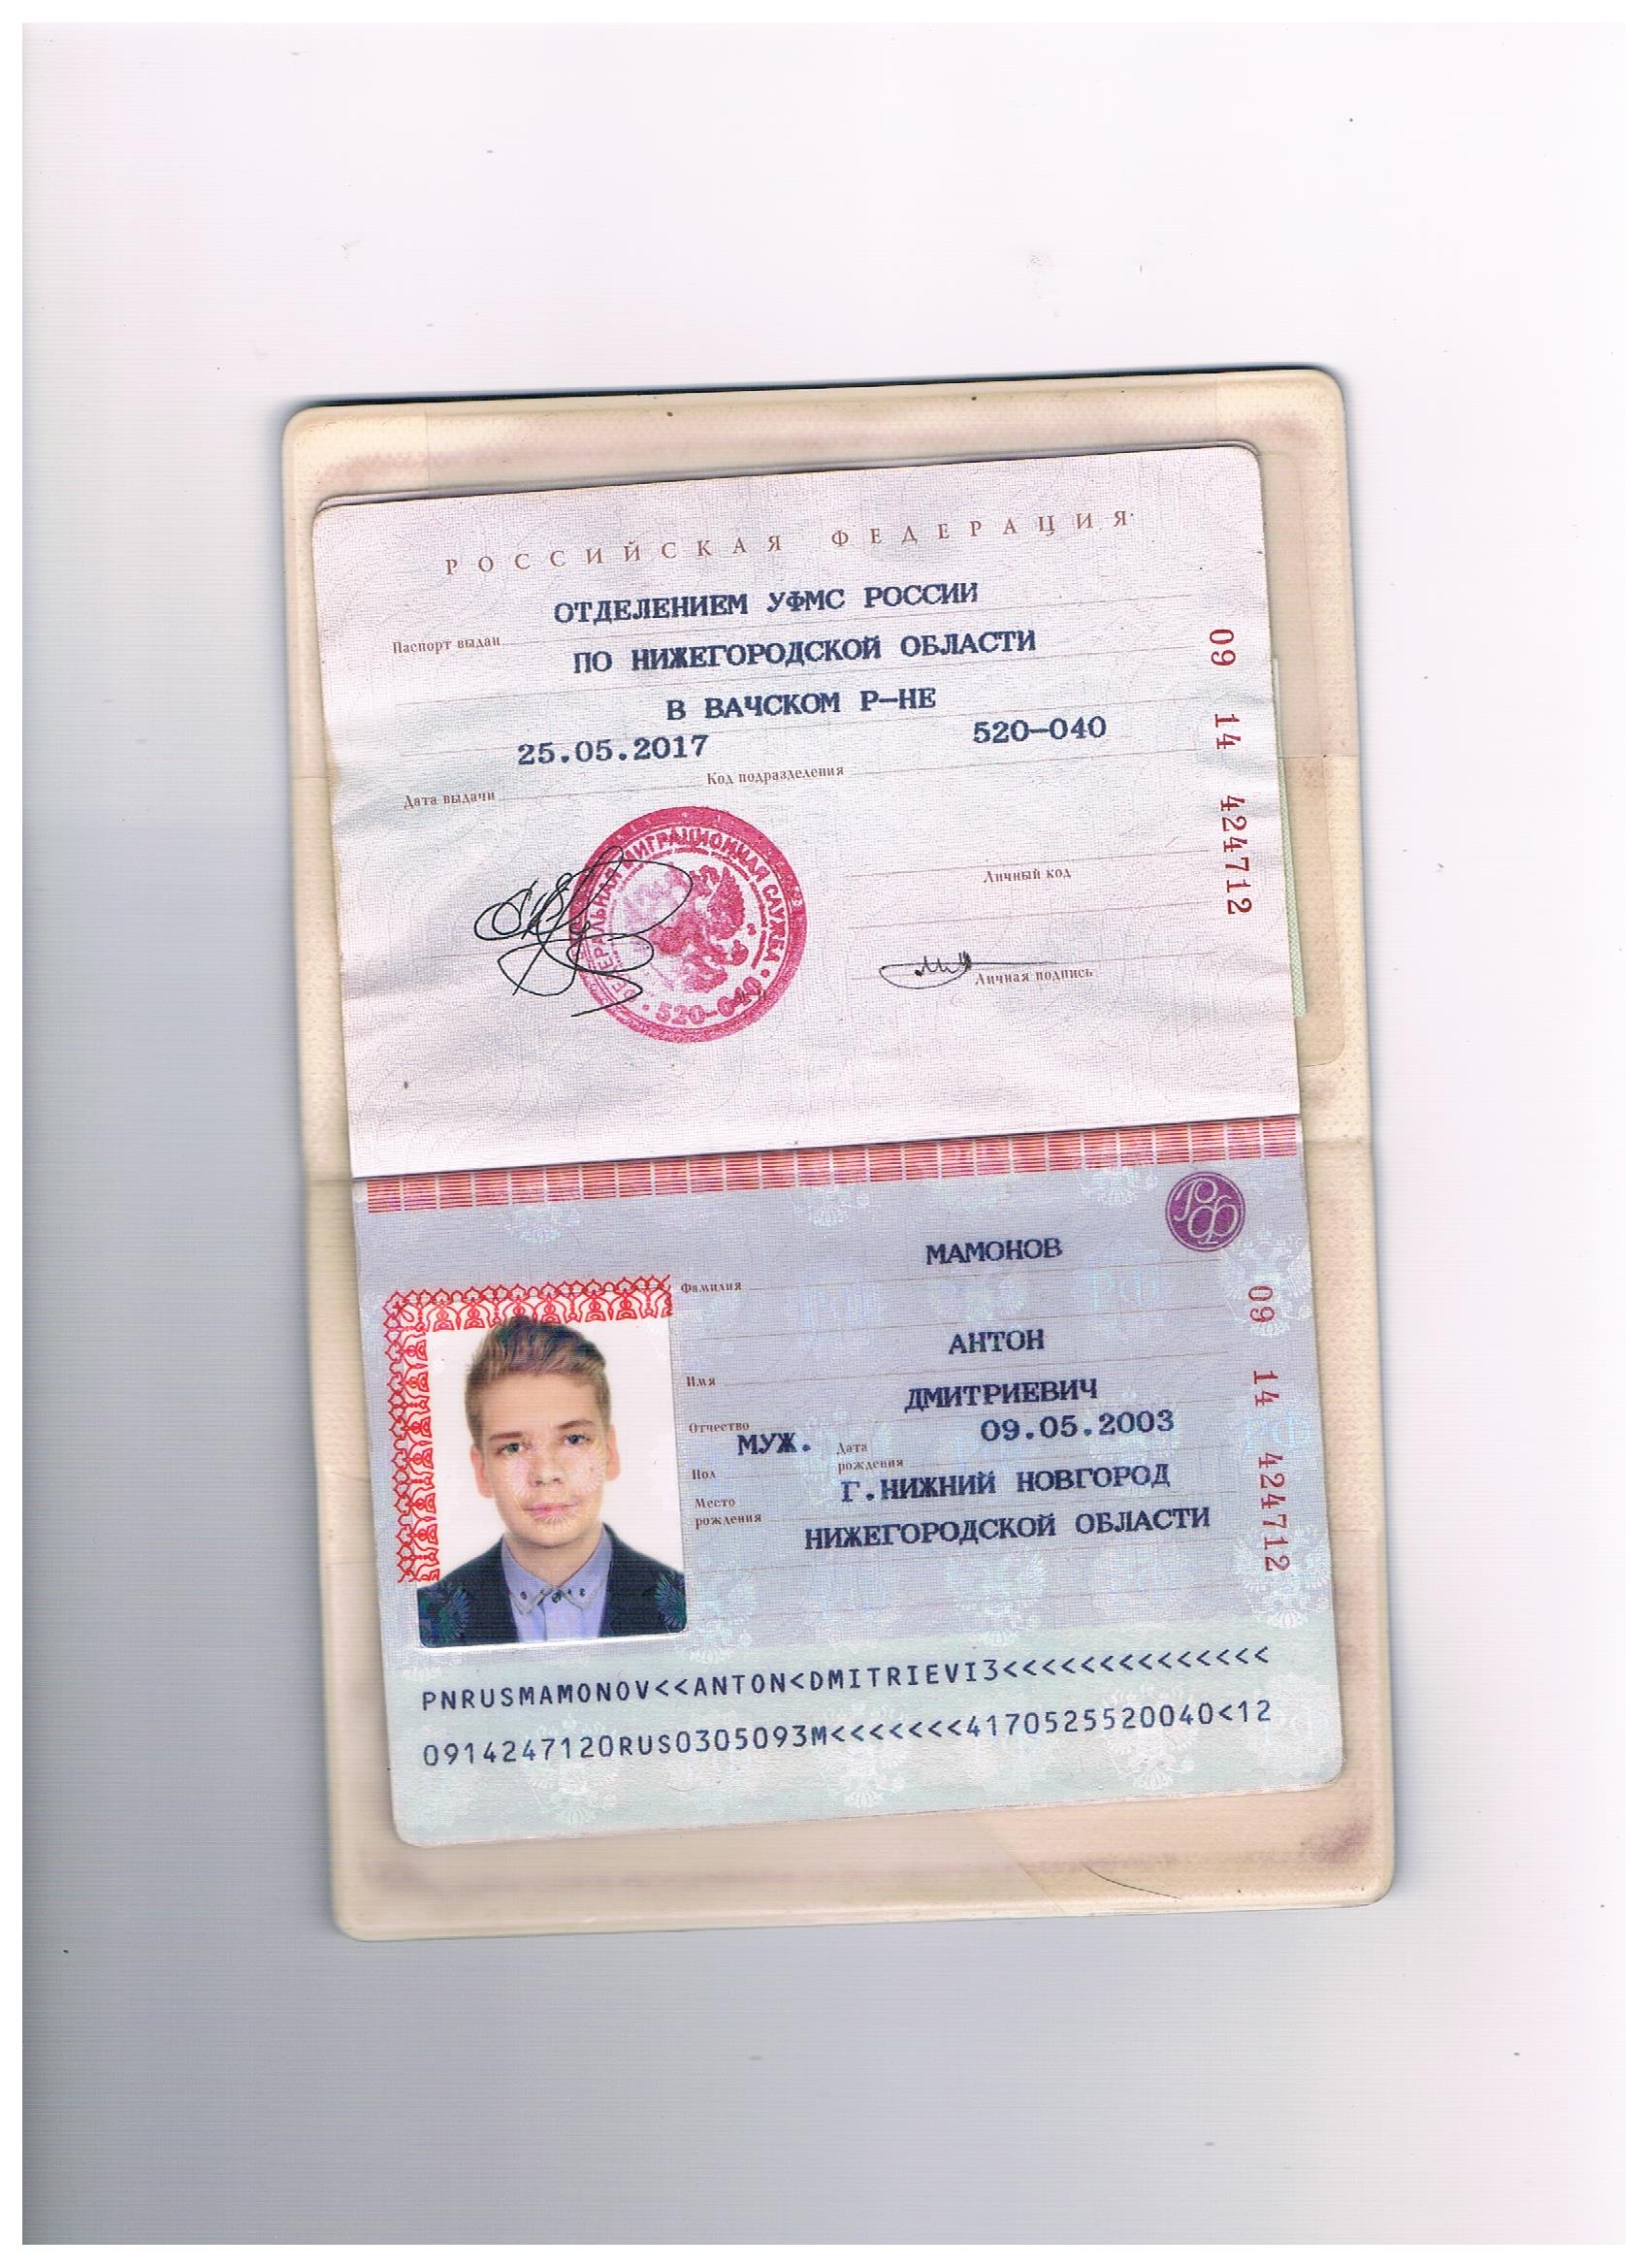 РОССИЙСКАЯ ФЕДЕРАЦИЯ
Паспорт выдан ОТДЕЛЕНИЕМ УФМС РОССИИ
ПО НИЖЕГОРОДСКОЙ ОБЛАСТИ
В ВАЧСКОМ Р-НЕ
25.05.2017 520-040
Дата выдачи Код подразделения
Личный код
Личная подпись
ФЕДЕРАЛЬНАЯ МИГРАЦИОННАЯ СЛУЖБА
520-040
09 14 424712
РФ
МАМОНОВ
Фамилия
АНТОН
Имя
ДМИТРИЕВИЧ
Отчество
МУЖ. 09.05.2003
Пол Дата рождения
Г.НИЖНИЙ НОВГОРОД
Место рождения
НИЖЕГОРОДСКОЙ ОБЛАСТИ
09 14 424712
PNRUSMAMONOV<<ANTON<DMITRIEVI3<<<<<<<<<<<<<<
0914247120RUS0305093M<<<<<<<4170525520040<12